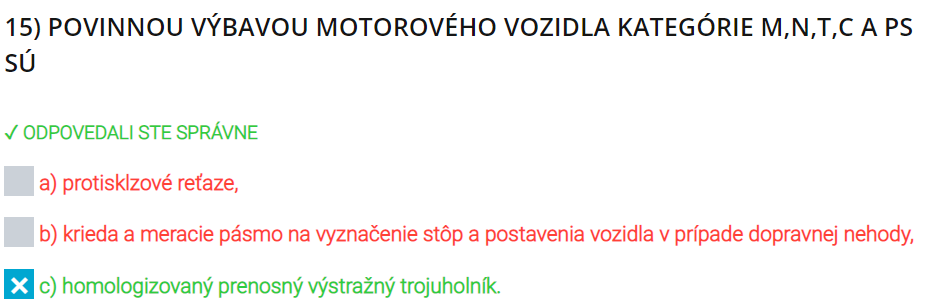 15) POVINNOU VÝBAVOU MOTOROVÉHO VOZIDLA KATEGÓRIE M,N,T,C A PS
SÚ
✓ ODPOVEDALI STE SPRÁVNE
a) protisklzové reťaze,
b) krieda a meracie pásmo na vyznačenie stôp a postavenia vozidla v prípade dopravnej nehody,
c) homologizovaný prenosný výstražný trojuholník.